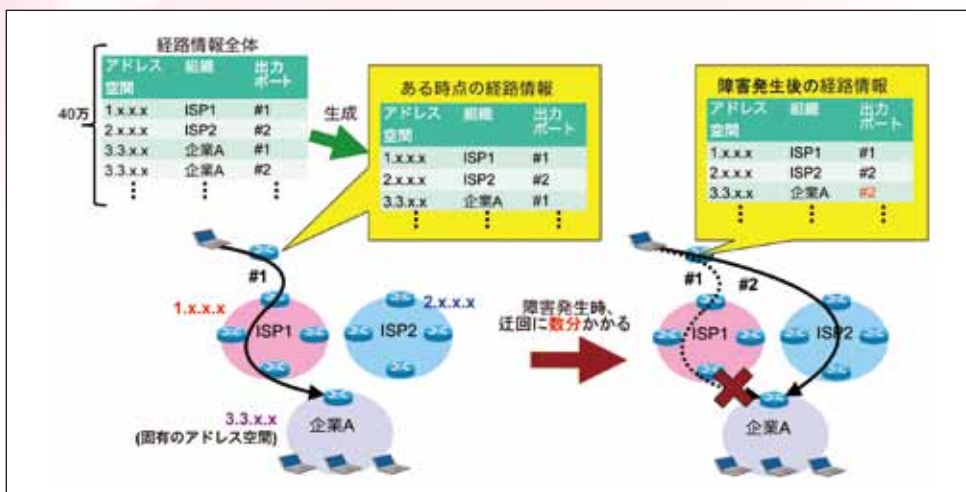 経路情報全体
アドレス空間 組織 出力ポート
1.x.x.x ISP1 #1
2.x.x.x ISP2 #2
3.3.x.x 企業A #1
3.3.x.x 企業A #2
40万
生成
ある時点の経路情報
アドレス空間 組織 出力ポート
1.x.x.x ISP1 #1
2.x.x.x ISP2 #2
3.3.x.x 企業A #1
障害発生後の経路情報
アドレス空間 組織 出力ポート
1.x.x.x ISP1 #1
2.x.x.x ISP2 #2
3.3.x.x 企業A #2
#1
1.x.x.x
ISP1
2.x.x.x
ISP2
3.3.x.x
(固有のアドレス空間)
企業A
障害発生時、
迂回に数分かかる
#1
#2
ISP1
ISP2
企業A